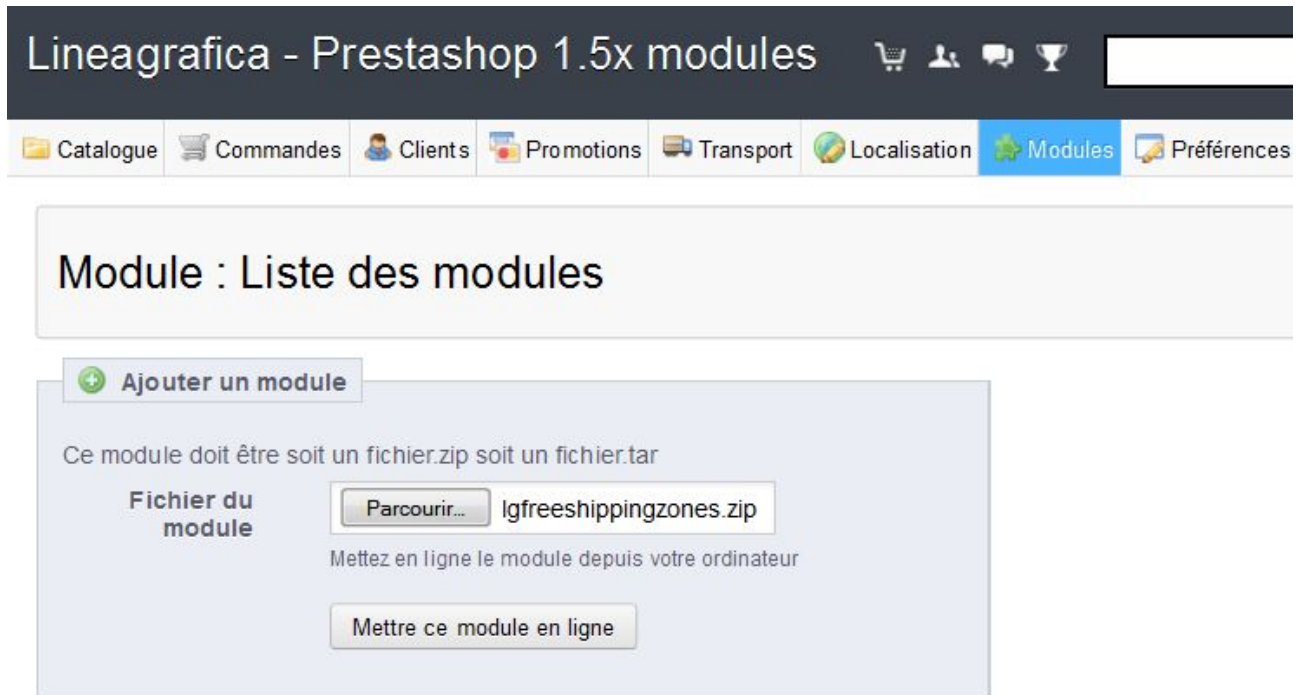 Lineagrafica - Prestashop 1.5x modules
Catalogue Commandes Clients Promotions Transport Localisation Modules Préférences
Module : Liste des modules
Ajouter un module
Ce module doit être soit un fichier.zip soit un fichier.tar
Fichier du module
Parcourir... lgfreeshippingzones.zip
Mettez en ligne le module depuis votre ordinateur
Mettre ce module en ligne